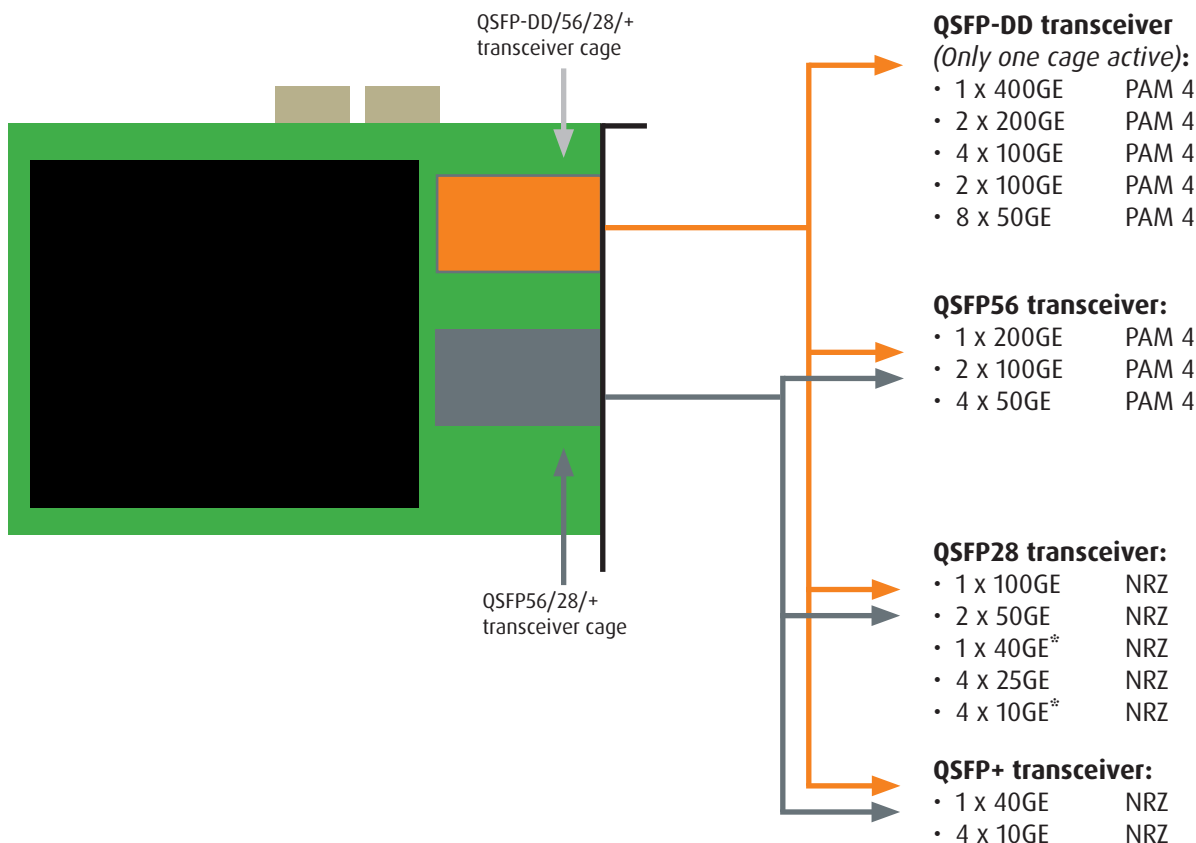 QSFP-DD/56/28/+
transceiver cage
QSFP56/28/+
transceiver cage
QSFP-DD transceiver
(Only one cage active):
• 1 x 400GE PAM 4
• 2 x 200GE PAM 4
• 4 x 100GE PAM 4
• 2 x 100GE PAM 4
• 8 x 50GE PAM 4
QSFP56 transceiver:
• 1 x 200GE PAM 4
• 2 x 100GE PAM 4
• 4 x 50GE PAM 4
QSFP28 transceiver:
• 1 x 100GE NRZ
• 2 x 50GE NRZ
• 1 x 40GE* NRZ
• 4 x 25GE NRZ
• 4 x 10GE* NRZ
QSFP+ transceiver:
• 1 x 40GE NRZ
• 4 x 10GE NRZ